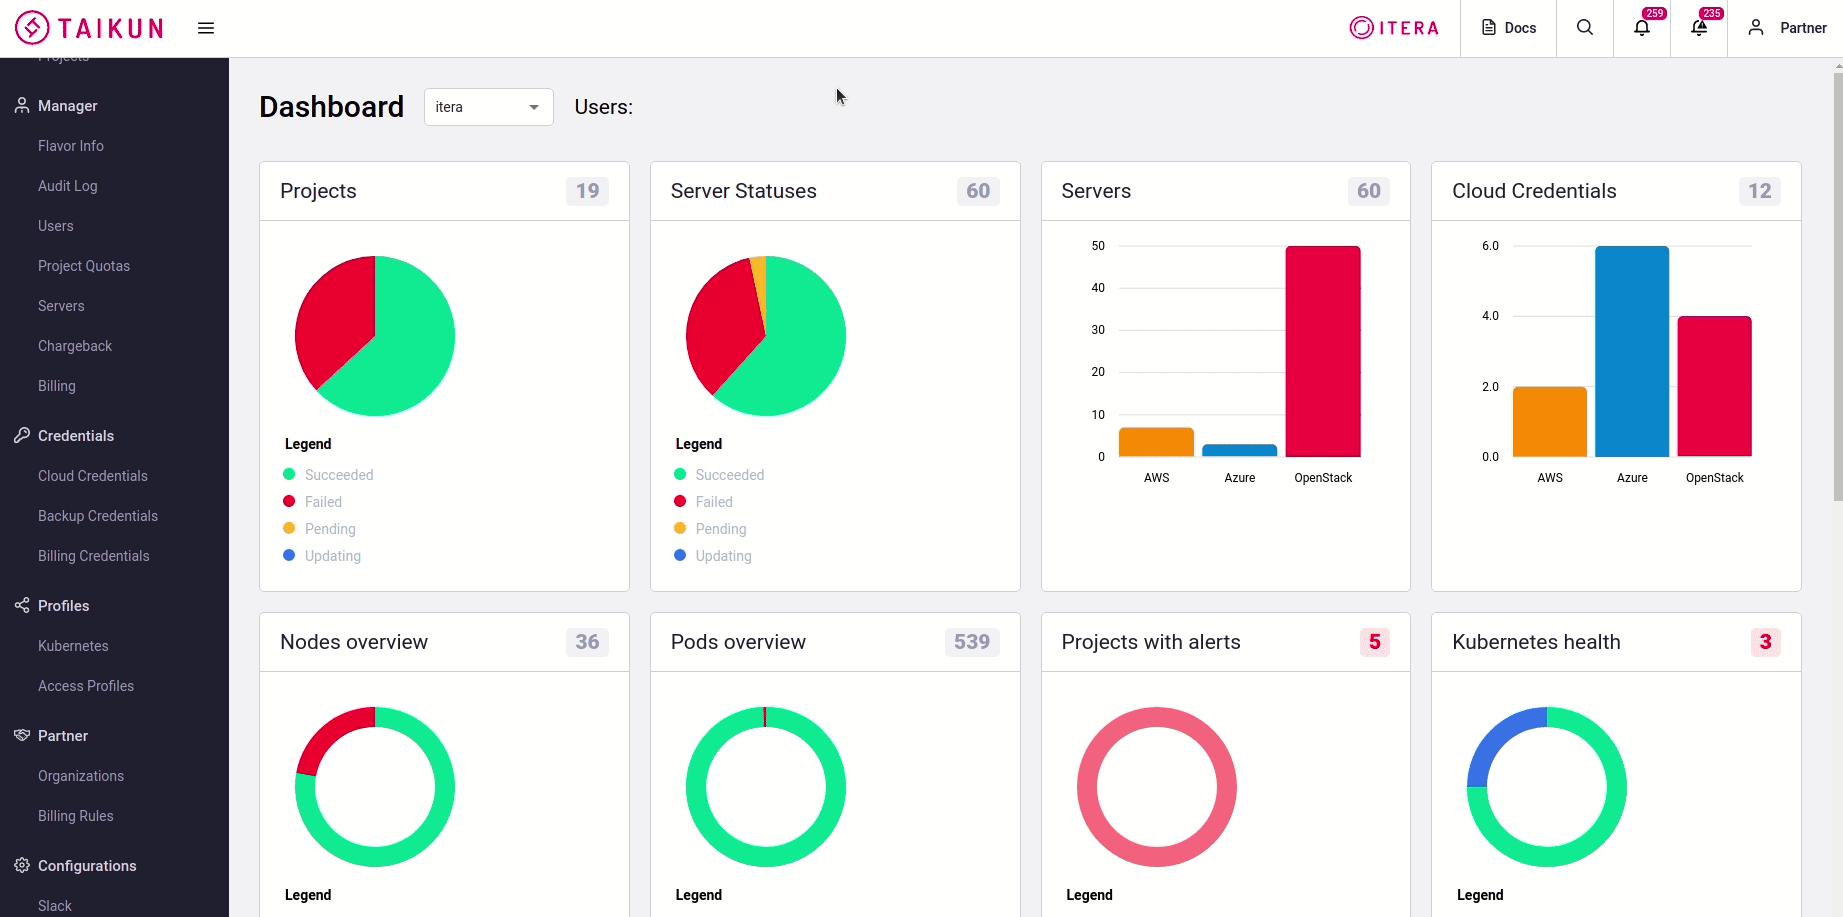 TAIKUN
ITERA
Docs
259
235
Partner
Projects
Manager
Flavor Info
Audit Log
Users
Project Quotas
Servers
Chargeback
Billing
Credentials
Cloud Credentials
Backup Credentials
Billing Credentials
Profiles
Kubernetes
Access Profiles
Partner
Organizations
Billing Rules
Configurations
Slack
Dashboard
itera
Users:
Projects 19
Legend
Succeeded
Failed
Pending
Updating
Server Statuses 60
Legend
Succeeded
Failed
Pending
Updating
Servers 60
50
40
30
20
10
0
AWS Azure OpenStack
Cloud Credentials 12
6.0
4.0
2.0
0.0
AWS Azure OpenStack
Nodes overview 36
Legend
Pods overview 539
Legend
Projects with alerts 5
Legend
Kubernetes health 3
Legend